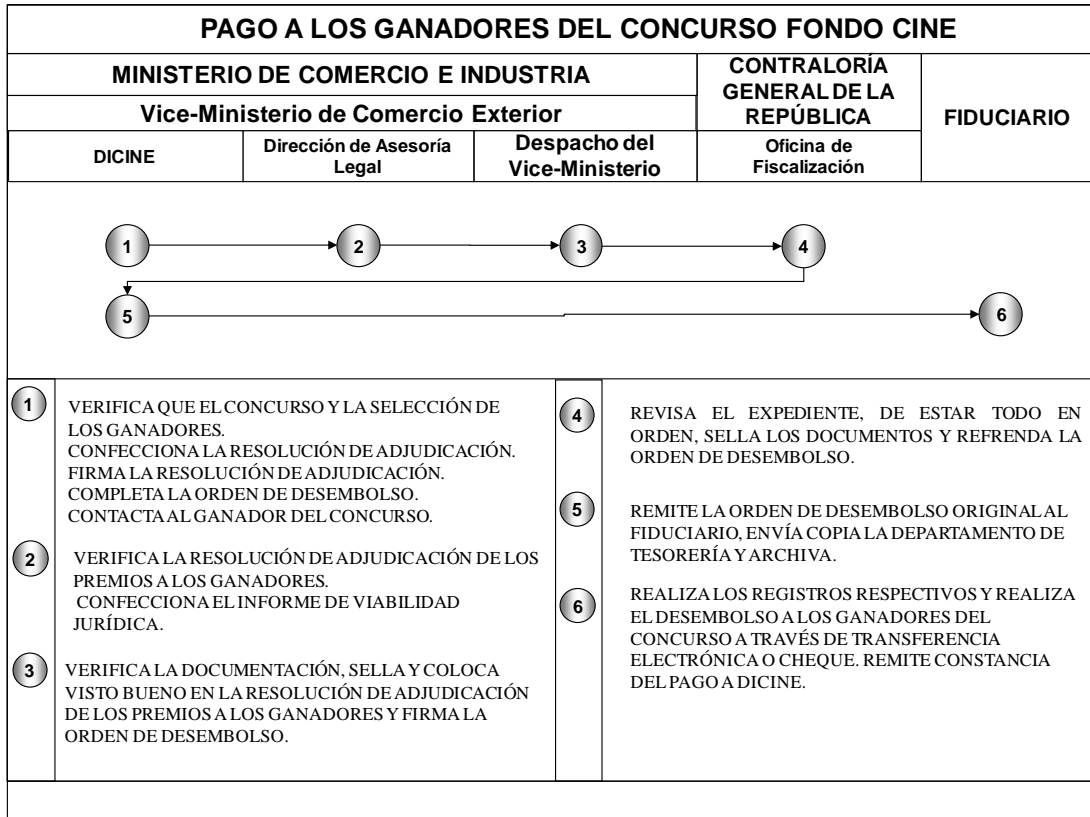 PAGO A LOS GANADORES DEL CONCURSO FONDO CINE
MINISTERIO DE COMERCIO E INDUSTRIA
CONTRALORÍA
GENERAL DE LA
REPÚBLICA
FIDUCIARIO
Vice-Ministerio de Comercio Exterior
DICINE
Dirección de Asesoría
Legal
Despacho del
Vice-Ministerio
Oficina de
Fiscalización
1
2
3
4
5
6
1
VERIFICA QUE EL CONCURSO Y LA SELECCIÓN DE
LOS GANADORES.
CONFECCIONA LA RESOLUCIÓN DE ADJUDICACIÓN.
FIRMA LA RESOLUCIÓN DE ADJUDICACIÓN.
COMPLETA LA ORDEN DE DESEMBOLSO.
CONTACTA AL GANADOR DEL CONCURSO.
2
VERIFICA LA RESOLUCIÓN DE ADJUDICACIÓN DE LOS
PREMIOS A LOS GANADORES.
CONFECCIONA EL INFORME DE VIABILIDAD
JURÍDICA.
3
VERIFICA LA DOCUMENTACIÓN, SELLA Y COLOCA
VISTO BUENO EN LA RESOLUCIÓN DE ADJUDICACIÓN
DE LOS PREMIOS A LOS GANADORES Y FIRMA LA
ORDEN DE DESEMBOLSO.
4
REVISA EL EXPEDIENTE, DE ESTAR TODO EN
ORDEN, SELLA LOS DOCUMENTOS Y REFRENDA LA
ORDEN DE DESEMBOLSO.
5
REMITE LA ORDEN DE DESEMBOLSO ORIGINAL AL
FIDUCIARIO, ENVÍA COPIA LA DEPARTAMENTO DE
TESORERÍA Y ARCHIVA.
6
REALIZA LOS REGISTROS RESPECTIVOS Y REALIZA
EL DESEMBOLSO A LOS GANADORES DEL
CONCURSO A TRAVÉS DE TRANSFERENCIA
ELECTRÓNICA O CHEQUE. REMITE CONSTANCIA
DEL PAGO A DICINE.